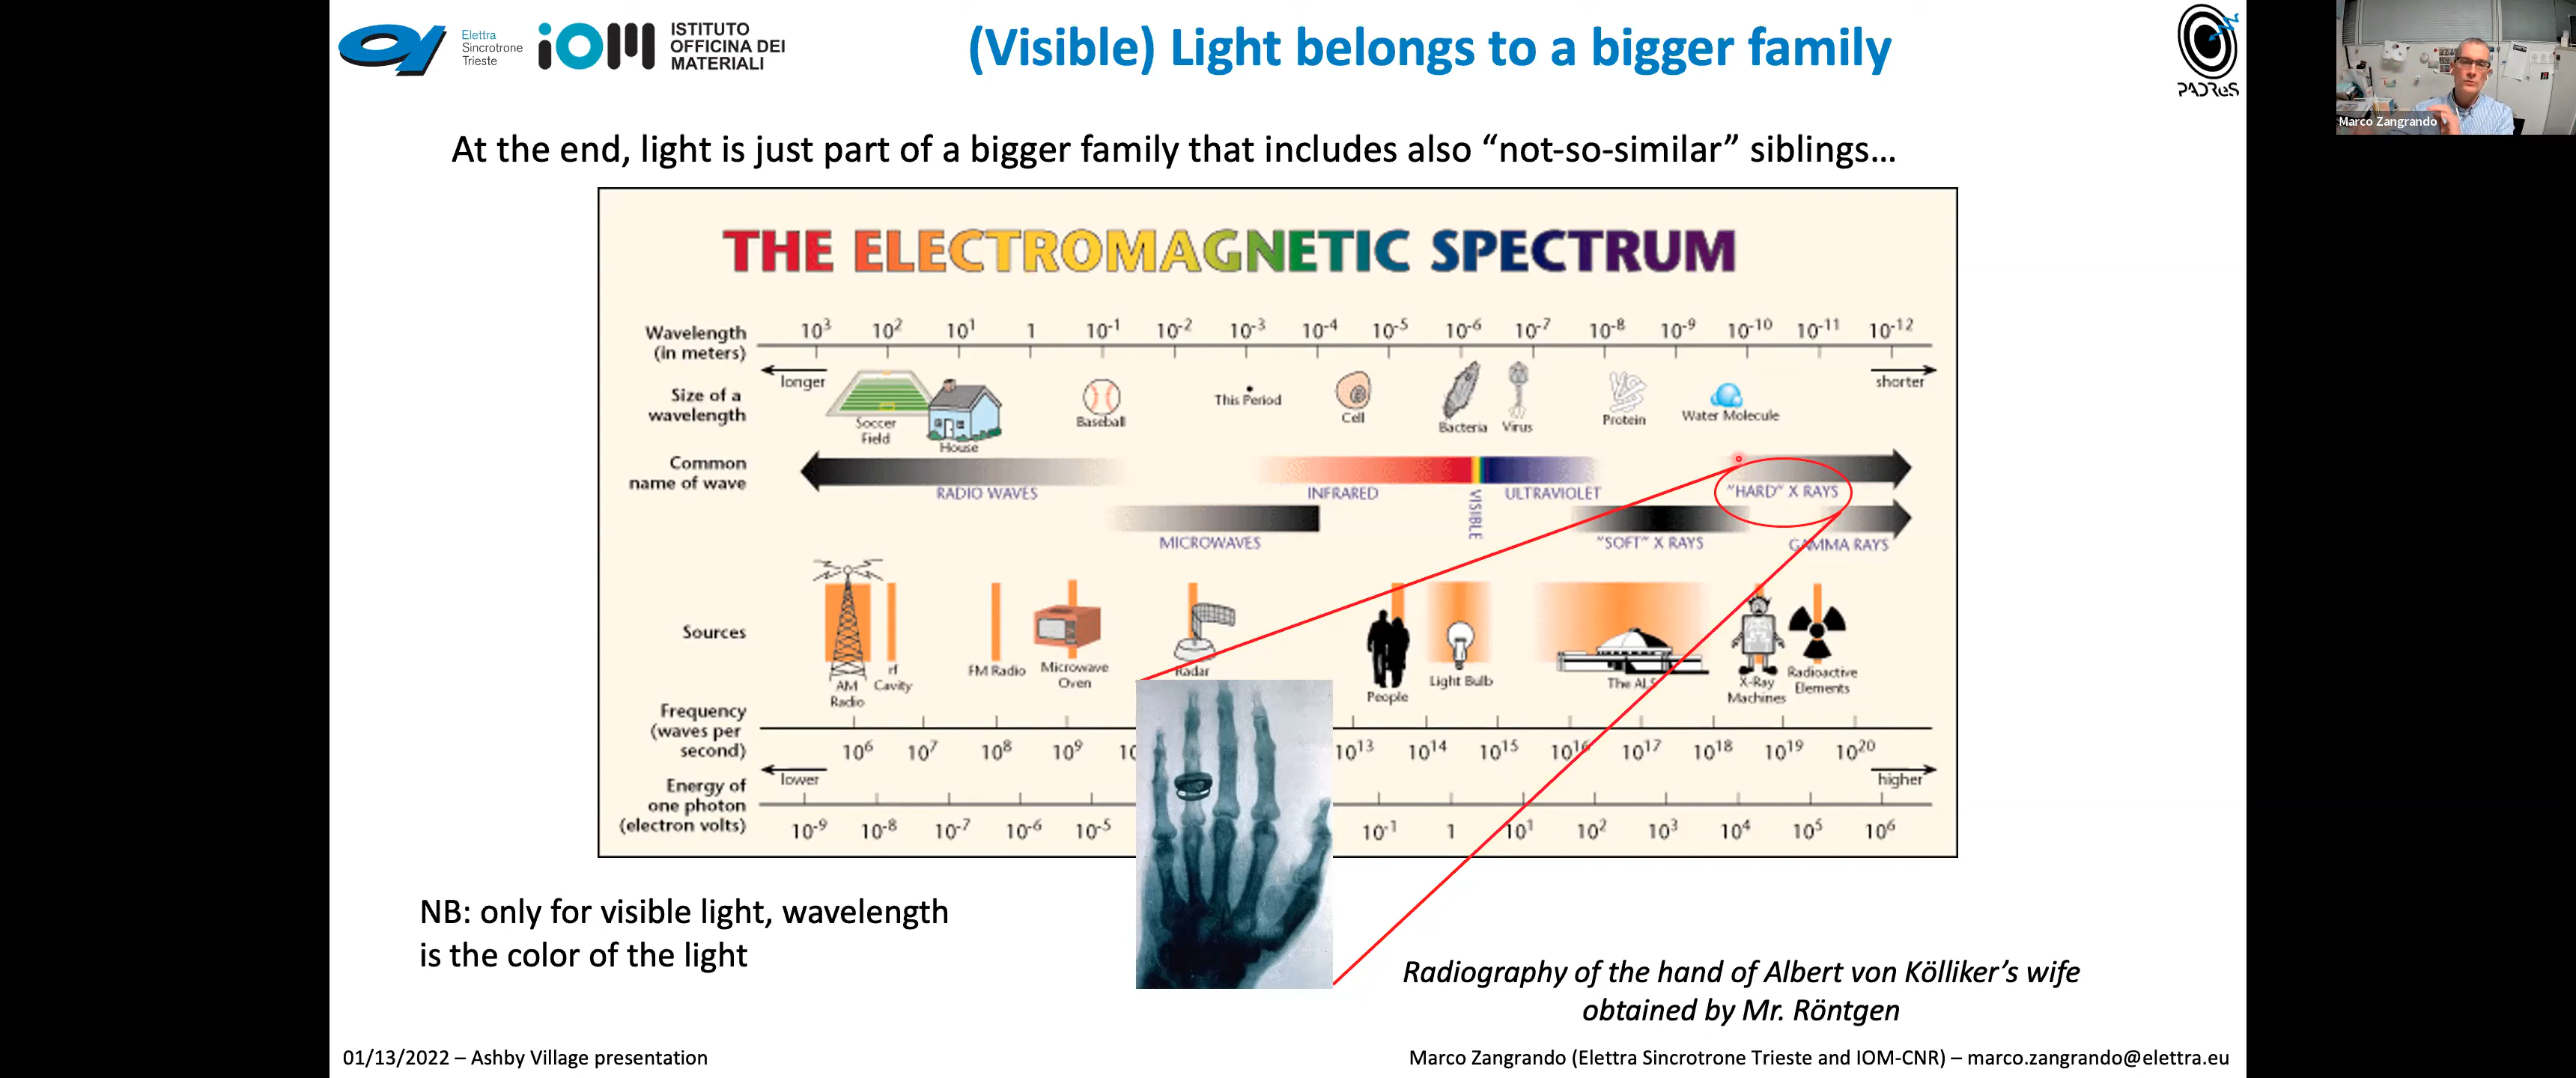 Elettra
Sincrotrone
Trieste
iOM
ISTITUTO
OFFICINA DEI
MATERIALI
(Visible) Light belongs to a bigger family
PADReS
Marco Zangrando
At the end, light is just part of a bigger family that includes also “not-so-similar” siblings…
THE ELECTROMAGNETIC SPECTRUM
Wavelength
(in meters)
10³ 10² 10¹ 1 10⁻¹ 10⁻² 10⁻³ 10⁻⁴ 10⁻⁵ 10⁻⁶ 10⁻⁷ 10⁻⁸ 10⁻⁹ 10⁻¹⁰ 10⁻¹¹ 10⁻¹²
longer
shorter
Size of a
wavelength
Soccer
Field
House
Baseball
This Period
Cell
Bacteria
Virus
Protein
Water Molecule
Common
name of wave
RADIO WAVES
INFRARED
VISIBLE
ULTRAVIOLET
"HARD" X RAYS
MICROWAVES
"SOFT" X RAYS
GAMMA RAYS
Sources
AM
Radio
rf
Cavity
FM Radio
Microwave
Oven
Radar
People
Light Bulb
The ALS
X-Ray
Machines
Radioactive
Elements
Frequency
(waves per
second)
10⁶ 10⁷ 10⁸ 10⁹ 10¹³ 10¹⁴ 10¹⁵ 10¹⁶ 10¹⁷ 10¹⁸ 10¹⁹ 10²⁰
lower
higher
Energy of
one photon
(electron volts)
10⁻⁹ 10⁻⁸ 10⁻⁷ 10⁻⁶ 10⁻⁵ 10⁻¹ 1 10¹ 10² 10³ 10⁴ 10⁵ 10⁶
NB: only for visible light, wavelength
is the color of the light
Radiography of the hand of Albert von Kölliker’s wife
obtained by Mr. Röntgen
01/13/2022 – Ashby Village presentation
Marco Zangrando (Elettra Sincrotrone Trieste and IOM-CNR) – marco.zangrando@elettra.eu